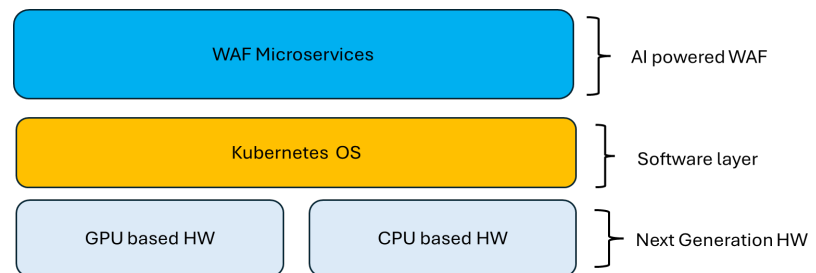 WAF Microservices
AI powered WAF
Kubernetes OS
Software layer
GPU based HW
CPU based HW
Next Generation HW